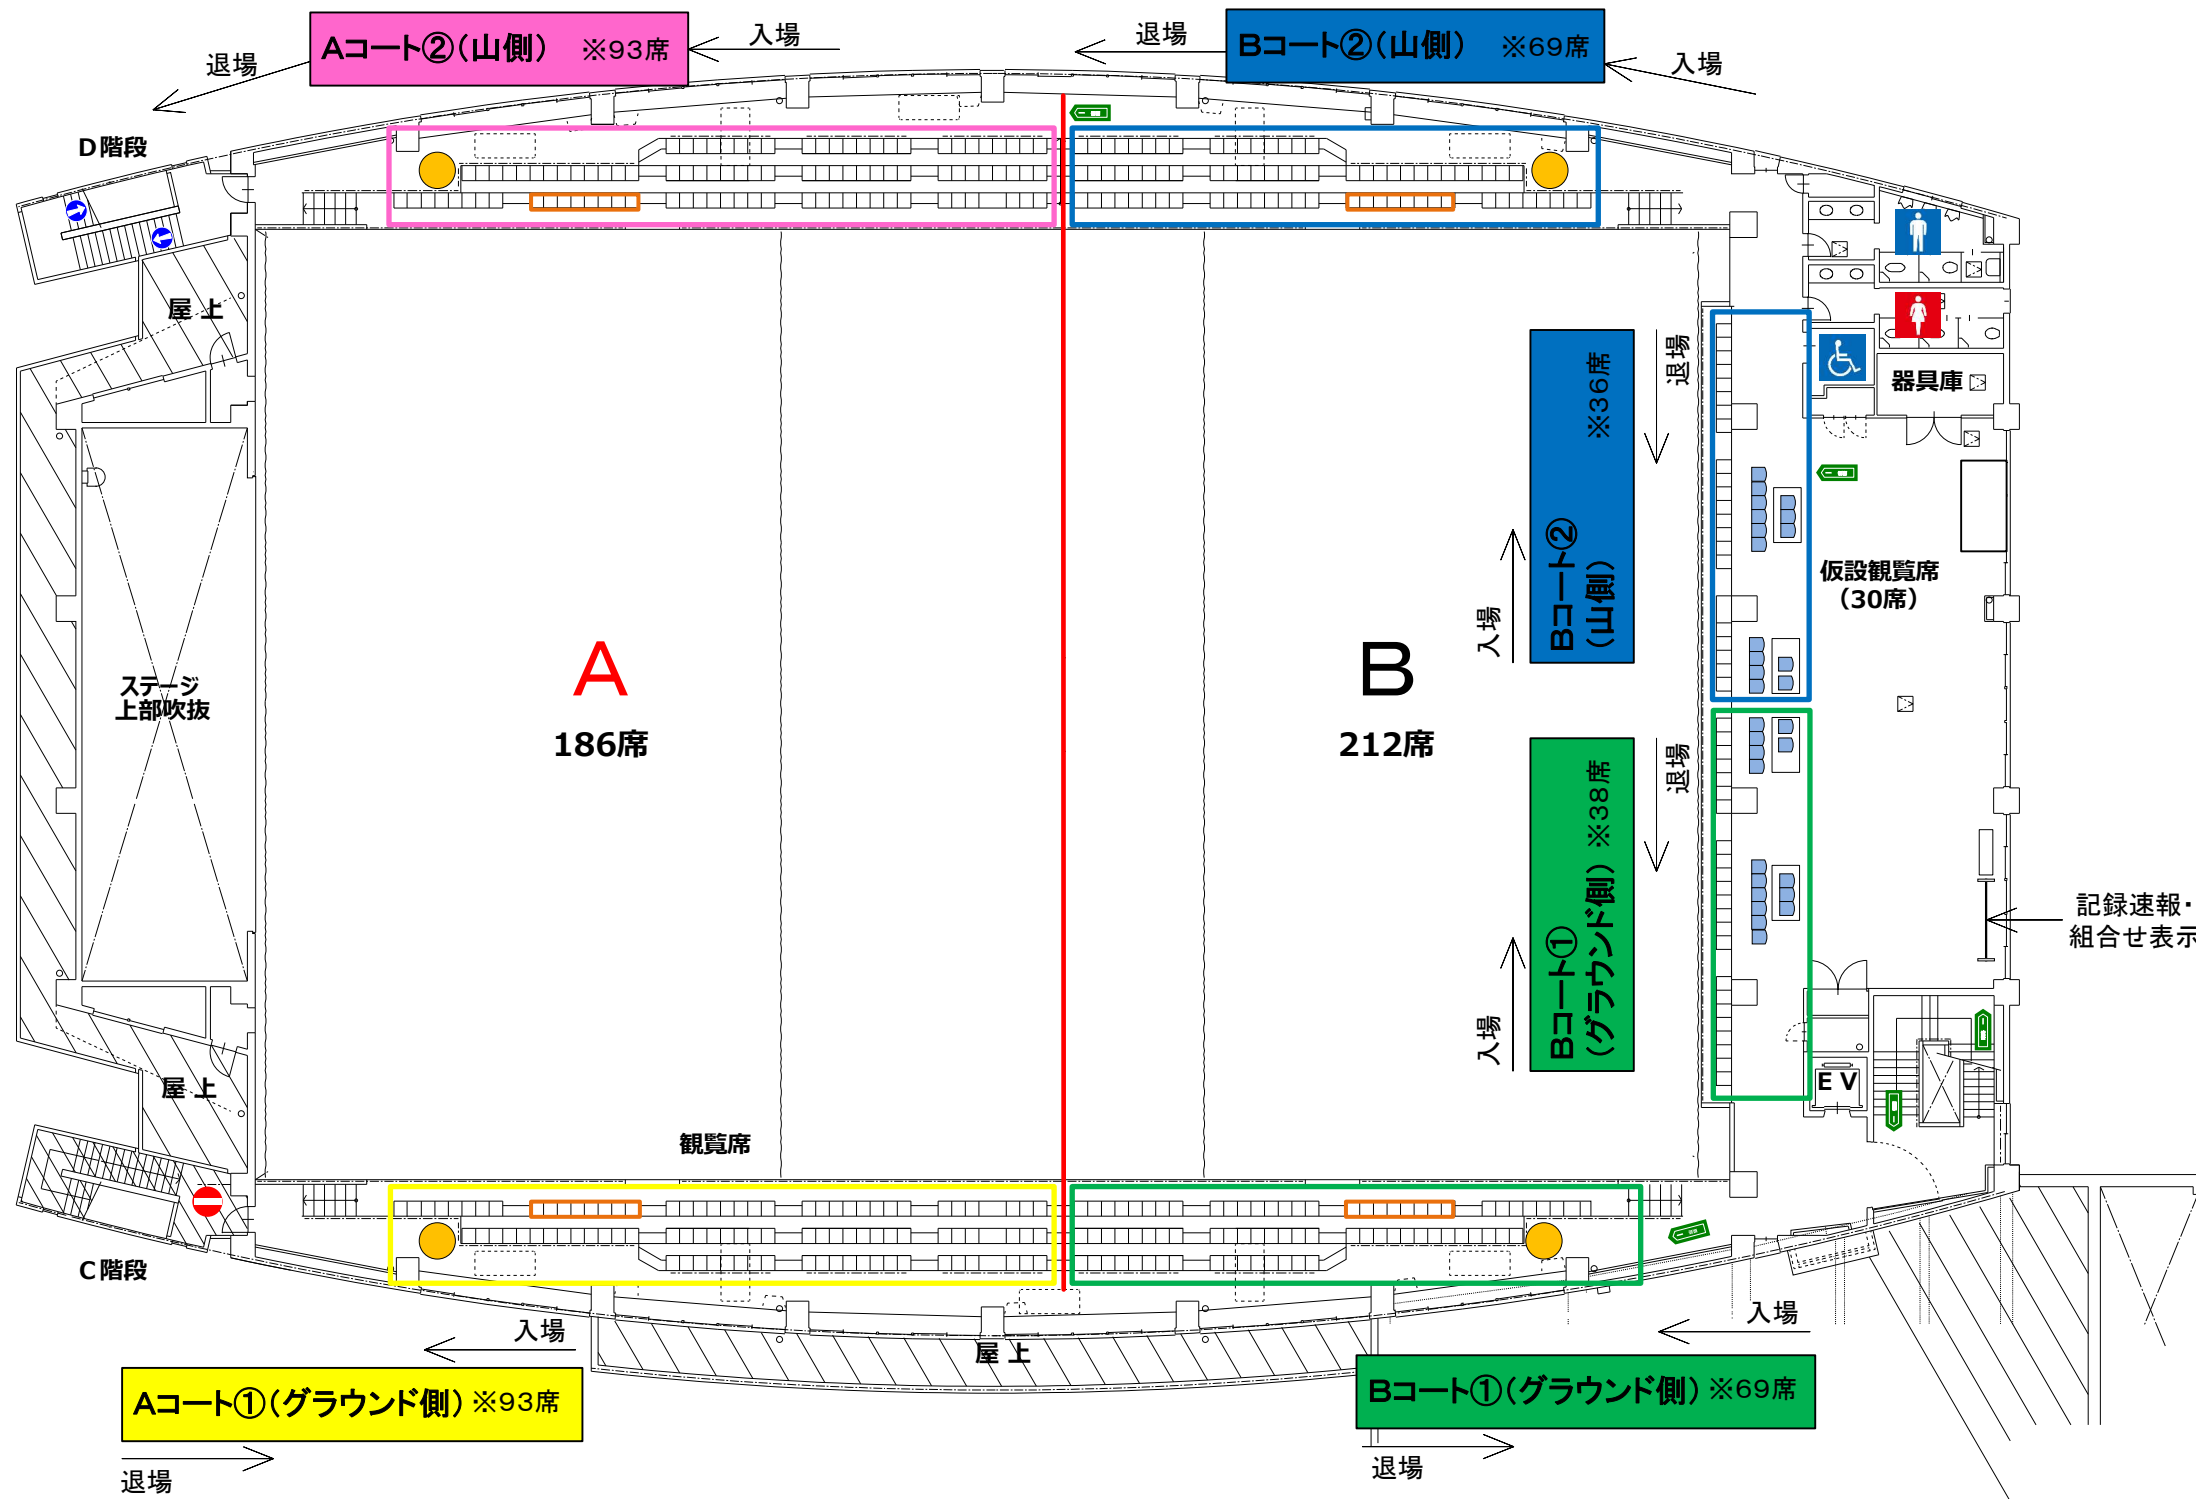 Aコート②(山側) ※93席
入場
退場
Bコート②(山側) ※69席
入場
退場
D階段
屋上
器具庫
退場
Bコート②
(山側)
※36席
入場
仮設観覧席
(30席)
ステージ
上部吹抜
A
186席
B
212席
退場
Bコート①
(グラウンド側) ※38席
入場
記録速報・
組合せ表示
EV
屋上
観覧席
C階段
入場
屋上
入場
Aコート①(グラウンド側) ※93席
Bコート①(グラウンド側) ※69席
退場
退場